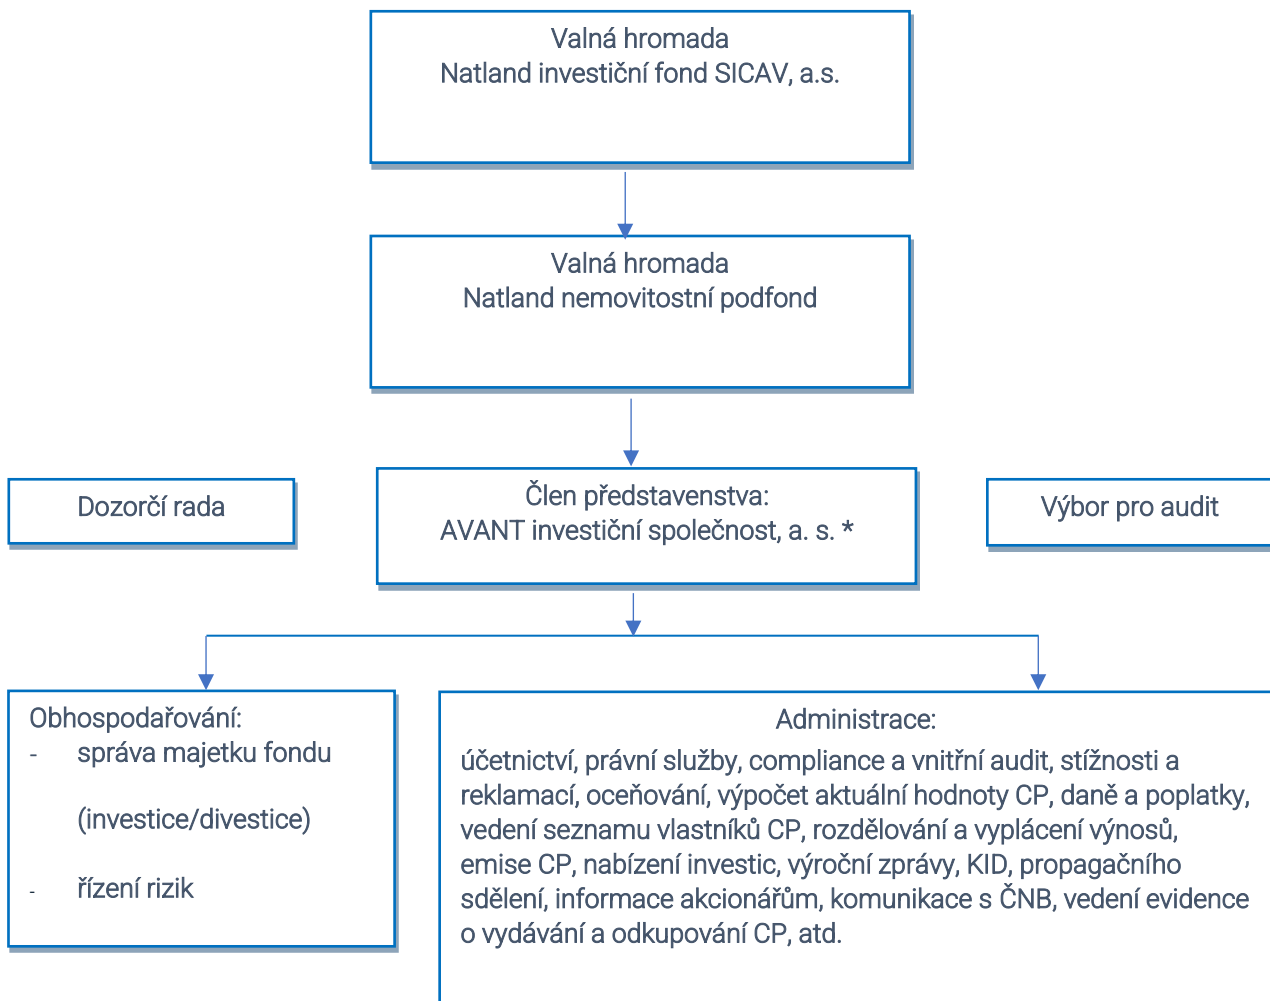 Valná hromada
Natland investiční fond SICAV, a.s.
Valná hromada
Natland nemovitostní podfond
Dozorčí rada
Člen představenstva:
AVANT investiční společnost, a. s. *
Výbor pro audit
Obhospodařování:
- správa majetku fondu
(investice/divestice)
- řízení rizik
Administrace:
účetnictví, právní služby, compliance a vnitřní audit, stížnosti a
reklamací, oceňování, výpočet aktuální hodnoty CP, daně a poplatky,
vedení seznamu vlastníků CP, rozdělování a vyplácení výnosů,
emise CP, nabízení investic, výroční zprávy, KID, propagačního
sdělení, informace akcionářům, komunikace s ČNB, vedení evidence
o vydávání a odkupování CP, atd.